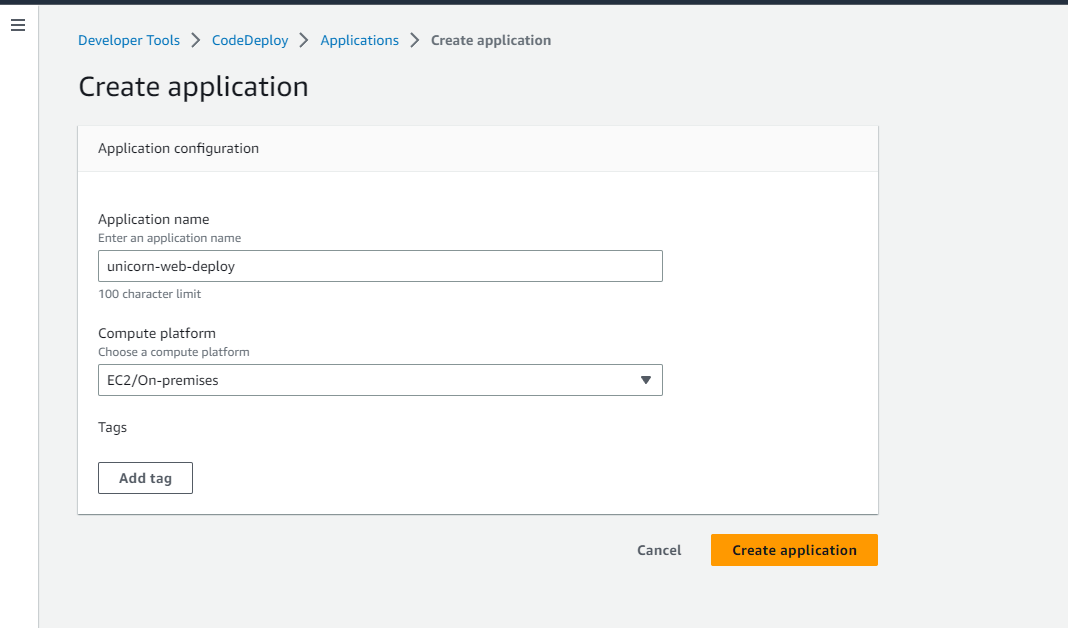 Developer Tools > CodeDeploy > Applications > Create application
Create application
Application configuration
Application name
Enter an application name
unicorn-web-deploy
100 character limit
Compute platform
Choose a compute platform
EC2/On-premises
Tags
Add tag
Cancel Create application